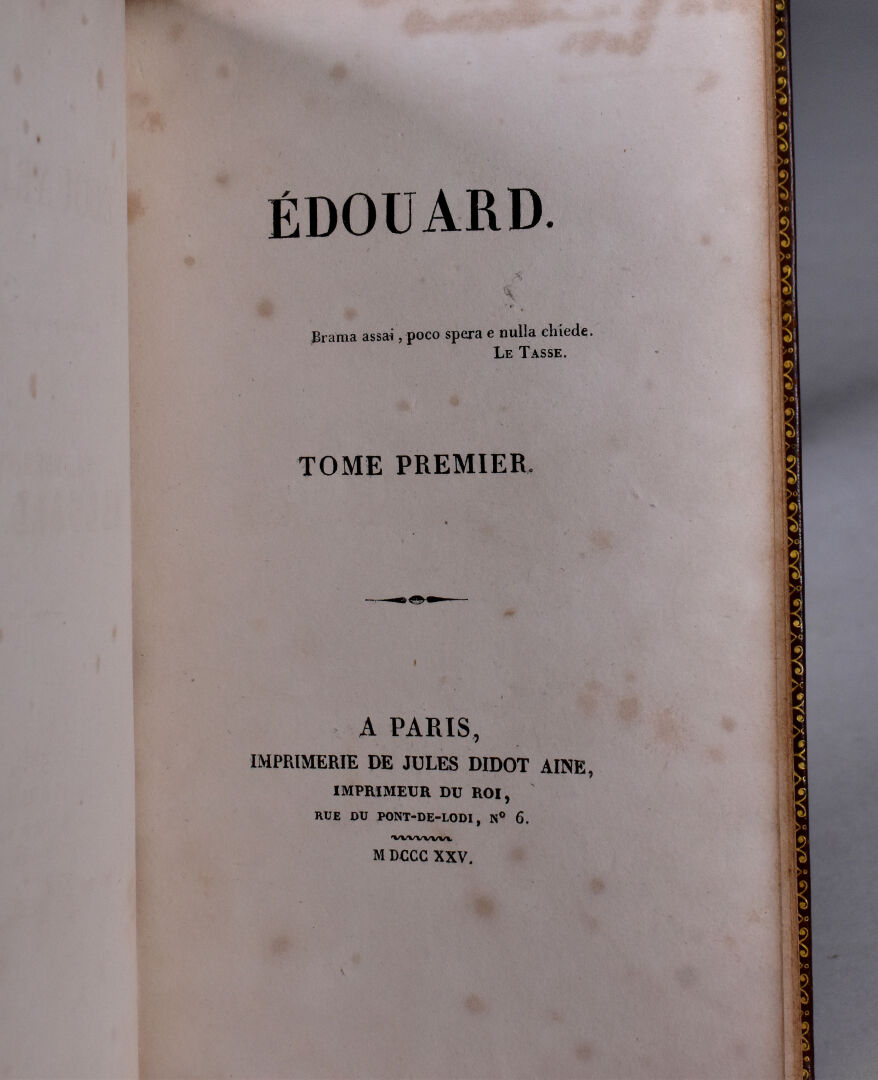 ÉDOUARD.
Brama assai, poco spera e nulla chiede.
LE TASSE.
TOME PREMIER.
A PARIS,
IMPRIMERIE DE JULES DIDOT AINE,
IMPRIMEUR DU ROI,
RUE DU PONT-DE-LODI, N° 6.
M DCCC XXV.